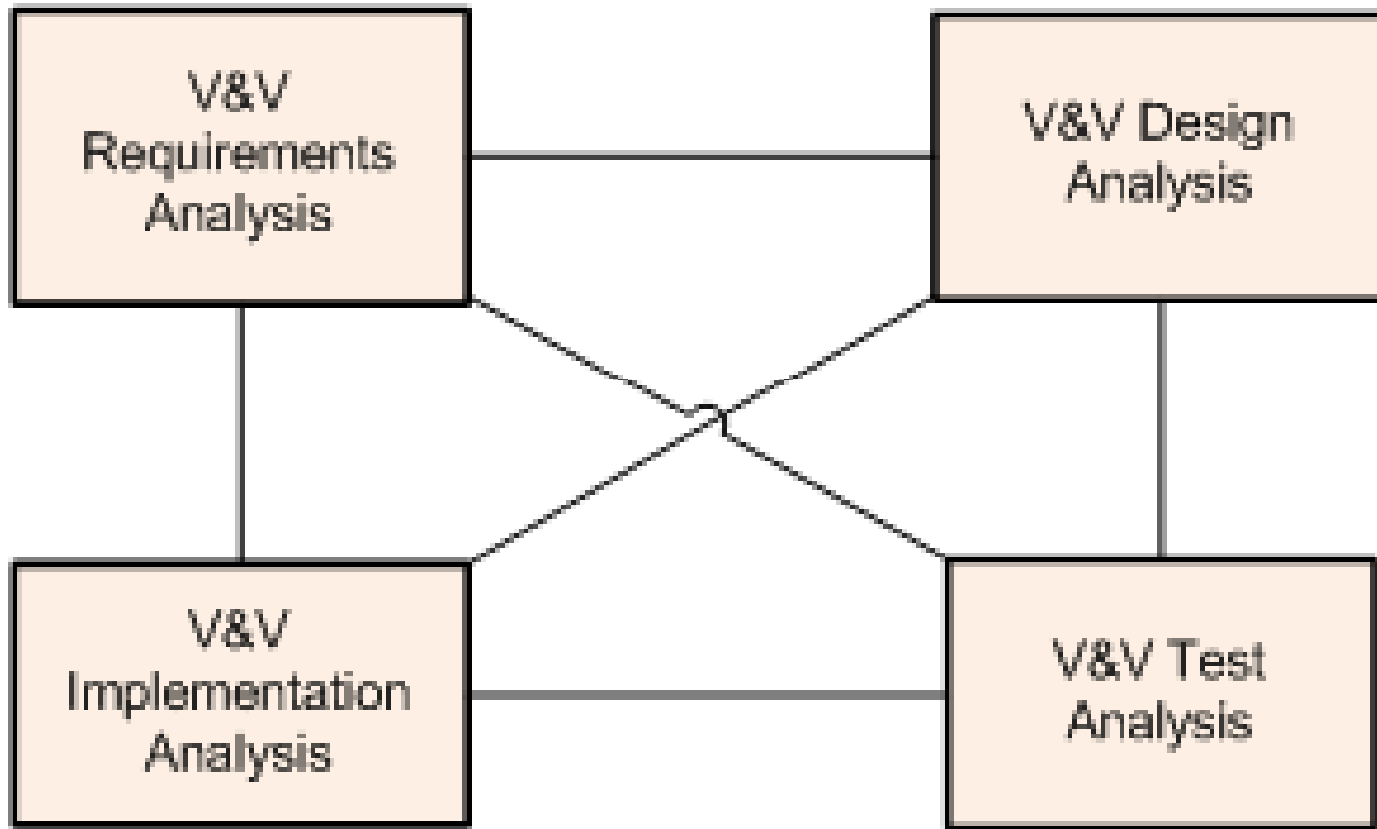 V&V
Requirements
Analysis
V&V Design
Analysis
V&V
Implementation
Analysis
V&V Test
Analysis